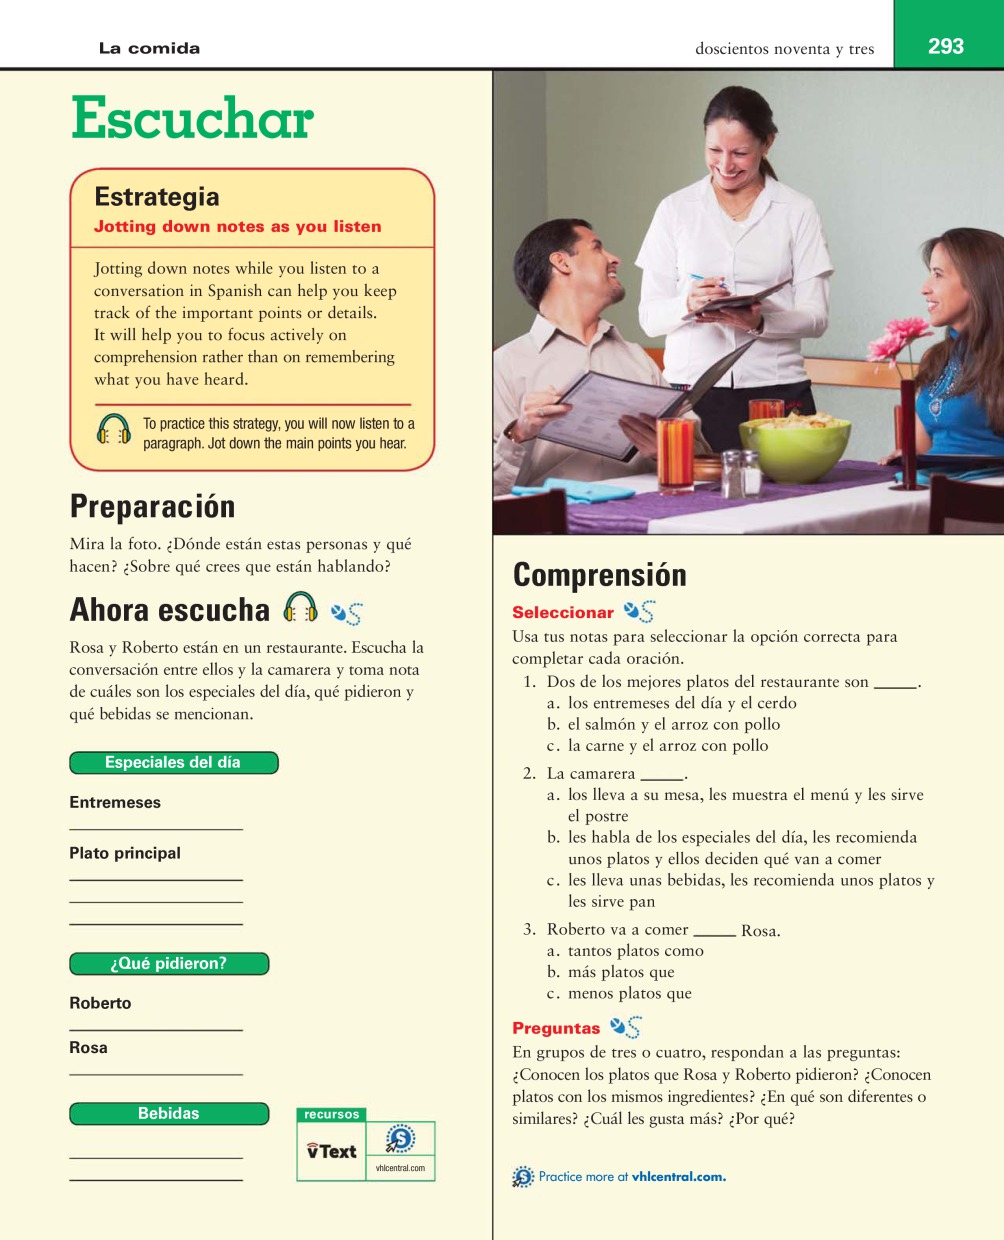 La comida
doscientos noventa y tres
293
Escuchar
Estrategia
Jotting down notes as you listen
Jotting down notes while you listen to a
conversation in Spanish can help you keep
track of the important points or details.
It will help you to focus actively on
comprehension rather than on remembering
what you have heard.
To practice this strategy, you will now listen to a
paragraph. Jot down the main points you hear.
Preparación
Mira la foto. ¿Dónde están estas personas y qué
hacen? ¿Sobre qué crees que están hablando?
Ahora escucha
Rosa y Roberto están en un restaurante. Escucha la
conversación entre ellos y la camarera y toma nota
de cuáles son los especiales del día, qué pidieron y
qué bebidas se mencionan.
Especiales del día
Entremeses
Plato principal
¿Qué pidieron?
Roberto
Rosa
Bebidas
recursos
vText
S
vhlcentral.com
Comprensión
Seleccionar
Usa tus notas para seleccionar la opción correcta para
completar cada oración.
1. Dos de los mejores platos del restaurante son _____.
a. los entremeses del día y el cerdo
b. el salmón y el arroz con pollo
c. la carne y el arroz con pollo
2. La camarera _____.
a. los lleva a su mesa, les muestra el menú y les sirve
el postre
b. les habla de los especiales del día, les recomienda
unos platos y ellos deciden qué van a comer
c. les lleva unas bebidas, les recomienda unos platos y
les sirve pan
3. Roberto va a comer _____ Rosa.
a. tantos platos como
b. más platos que
c. menos platos que
Preguntas
En grupos de tres o cuatro, respondan a las preguntas:
¿Conocen los platos que Rosa y Roberto pidieron? ¿Conocen
platos con los mismos ingredientes? ¿En qué son diferentes o
similares? ¿Cuál les gusta más? ¿Por qué?
S Practice more at vhlcentral.com.